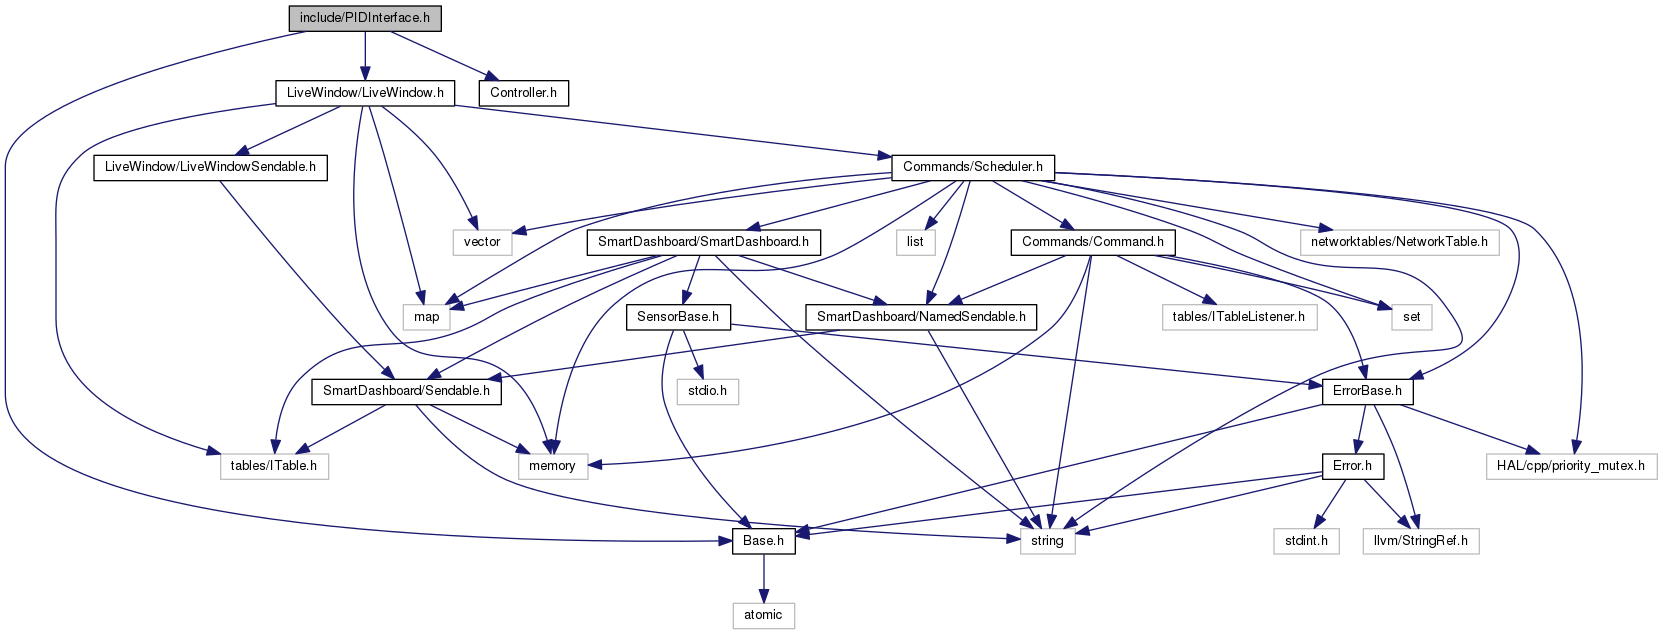 include/PIDInterface.h
LiveWindow/LiveWindow.h
Controller.h
LiveWindow/LiveWindowSendable.h
Commands/Scheduler.h
vector
SmartDashboard/SmartDashboard.h
list
Commands/Command.h
networktables/NetworkTable.h
map
SensorBase.h
SmartDashboard/NamedSendable.h
tables/ITableListener.h
set
SmartDashboard/Sendable.h
stdio.h
ErrorBase.h
tables/ITable.h
memory
Error.h
HAL/cpp/priority_mutex.h
Base.h
string
stdint.h
llvm/StringRef.h
atomic